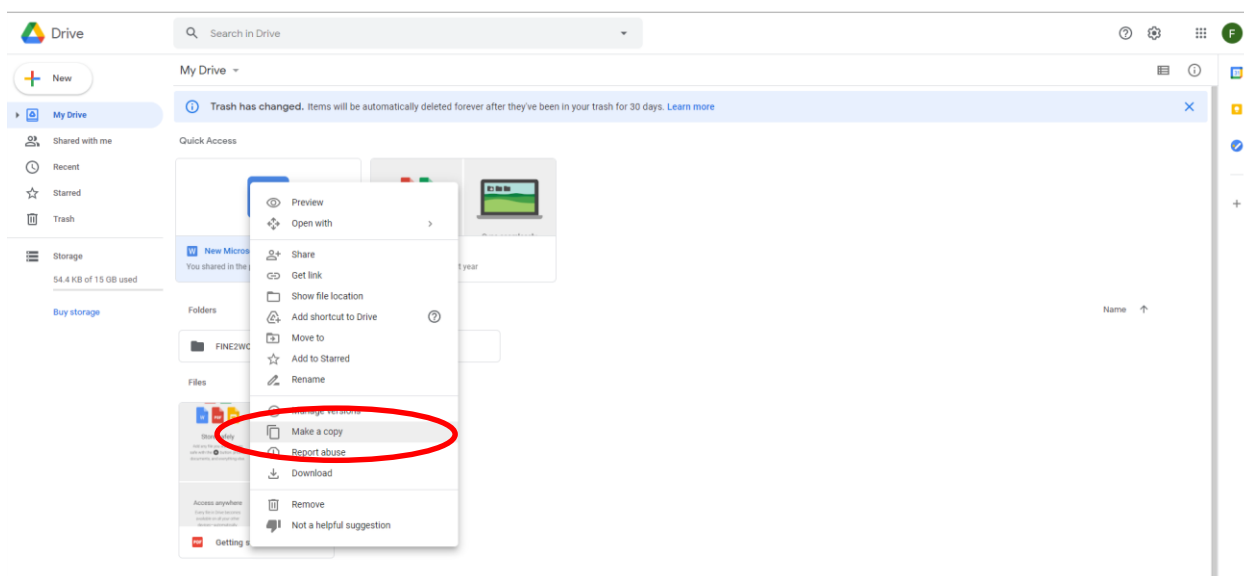 Drive
Search in Drive
F
New
My Drive
Trash has changed. Items will be automatically deleted forever after they've been in your trash for 30 days. Learn more
My Drive
Shared with me
Recent
Starred
Trash
Storage
54.4 KB of 15 GB used
Buy storage
Quick Access
W New Micros
You shared in the
t year
Preview
Open with
Share
Get link
Show file location
Add shortcut to Drive
Move to
Add to Starred
Rename
Manage versions
Make a copy
Report abuse
Download
Remove
Not a helpful suggestion
Folders
Name
FINE2WO
Files
Store safely
Access anywhere
PDF Getting s